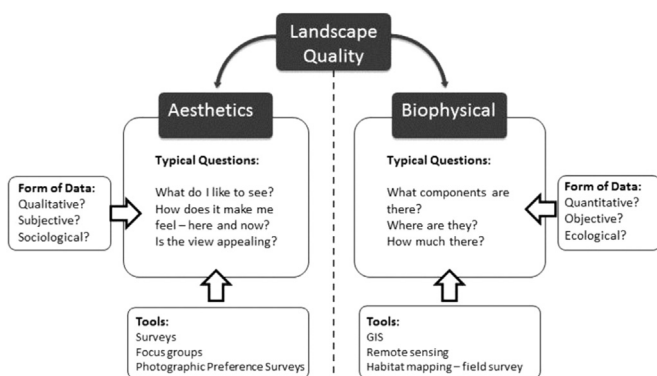 Landscape
Quality
Aesthetics
Biophysical
Typical Questions:
What do I like to see?
How does it make me
feel – here and now?
Is the view appealing?
Typical Questions:
What components are
there?
Where are they?
How much there?
Form of Data:
Qualitative?
Subjective?
Sociological?
Form of Data:
Quantitative?
Objective?
Ecological?
Tools:
Surveys
Focus groups
Photographic Preference Surveys
Tools:
GIS
Remote sensing
Habitat mapping – field survey